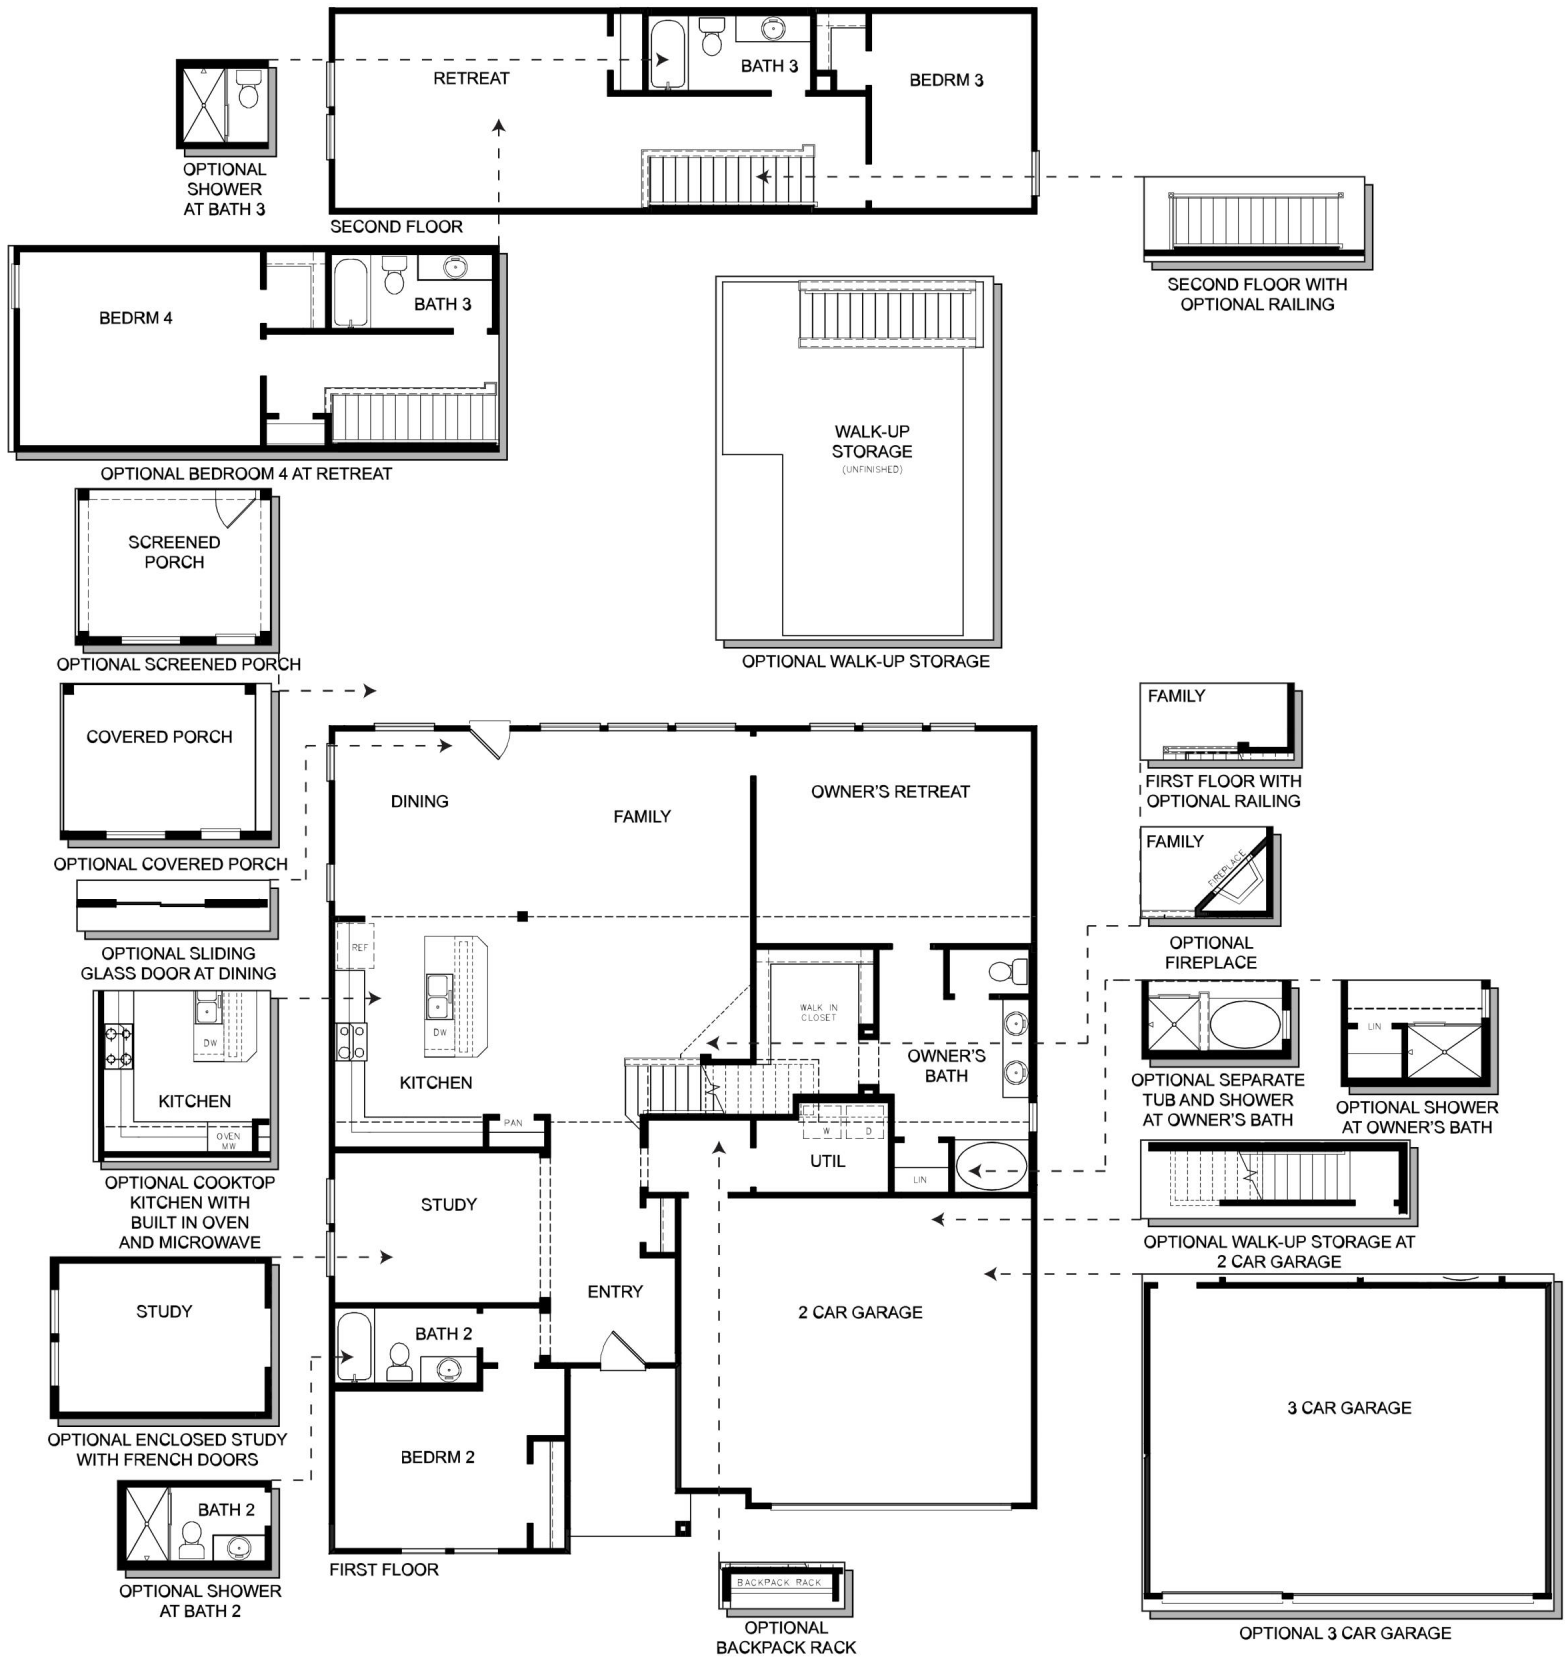 RETREAT
BATH 3
BEDRM 3
OPTIONAL
SHOWER
AT BATH 3
SECOND FLOOR
SECOND FLOOR WITH
OPTIONAL RAILING
BEDRM 4
BATH 3
OPTIONAL BEDROOM 4 AT RETREAT
WALK-UP
STORAGE
(UNFINISHED)
OPTIONAL WALK-UP STORAGE
SCREENED
PORCH
OPTIONAL SCREENED PORCH
COVERED PORCH
OPTIONAL COVERED PORCH
OPTIONAL SLIDING
GLASS DOOR AT DINING
DW
KITCHEN
OVEN
MW
OPTIONAL COOKTOP
KITCHEN WITH
BUILT IN OVEN
AND MICROWAVE
STUDY
OPTIONAL ENCLOSED STUDY
WITH FRENCH DOORS
BATH 2
OPTIONAL SHOWER
AT BATH 2
DINING
FAMILY
OWNER'S RETREAT
REF
DW
KITCHEN
PAN
WALK IN
CLOSET
OWNER'S
BATH
W
D
UTIL
LIN
STUDY
ENTRY
BATH 2
2 CAR GARAGE
BEDRM 2
FIRST FLOOR
BACKPACK RACK
OPTIONAL
BACKPACK RACK
FAMILY
FIRST FLOOR WITH
OPTIONAL RAILING
FAMILY
FIREPLACE
OPTIONAL
FIREPLACE
OPTIONAL SEPARATE
TUB AND SHOWER
AT OWNER'S BATH
LIN
OPTIONAL SHOWER
AT OWNER'S BATH
OPTIONAL WALK-UP STORAGE AT
2 CAR GARAGE
3 CAR GARAGE
OPTIONAL 3 CAR GARAGE